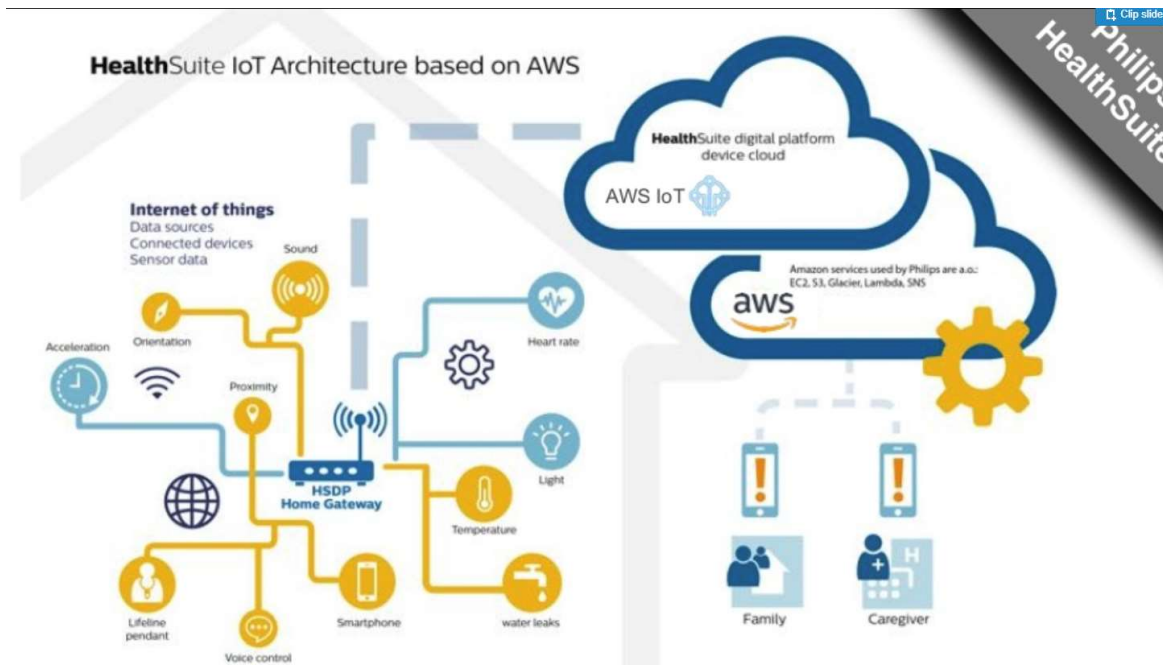 Clip slide
Philips
HealthSuite
HealthSuite IoT Architecture based on AWS
HealthSuite digital platform
device cloud
AWS IoT
Internet of things
Data sources
Connected devices
Sensor data
Sound
Amazon services used by Philips are a.o.:
EC2, S3, Glacier, Lambda, SNS
aws
Orientation
Heart rate
Acceleration
Proximity
HSDP
Home Gateway
Light
Temperature
Lifeline
pendant
Voice control
Smartphone
water leaks
Family
H
Caregiver